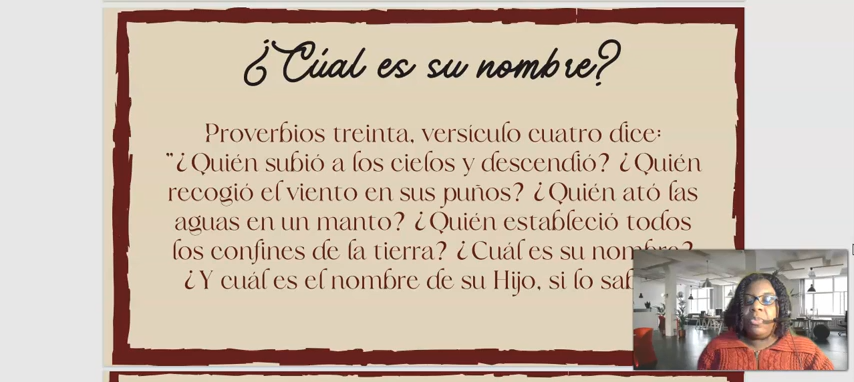 ¿Cúal es su nombre?
Proverbios treinta, versículo cuatro dice:
"¿Quién subió a los cielos y descendió? ¿Quién
recogió el viento en sus puños? ¿Quién ató las
aguas en un manto? ¿Quién estableció todos
los confines de la tierra? ¿Cuál es su nombre?
¿Y cuál es el nombre de su Hijo, si lo